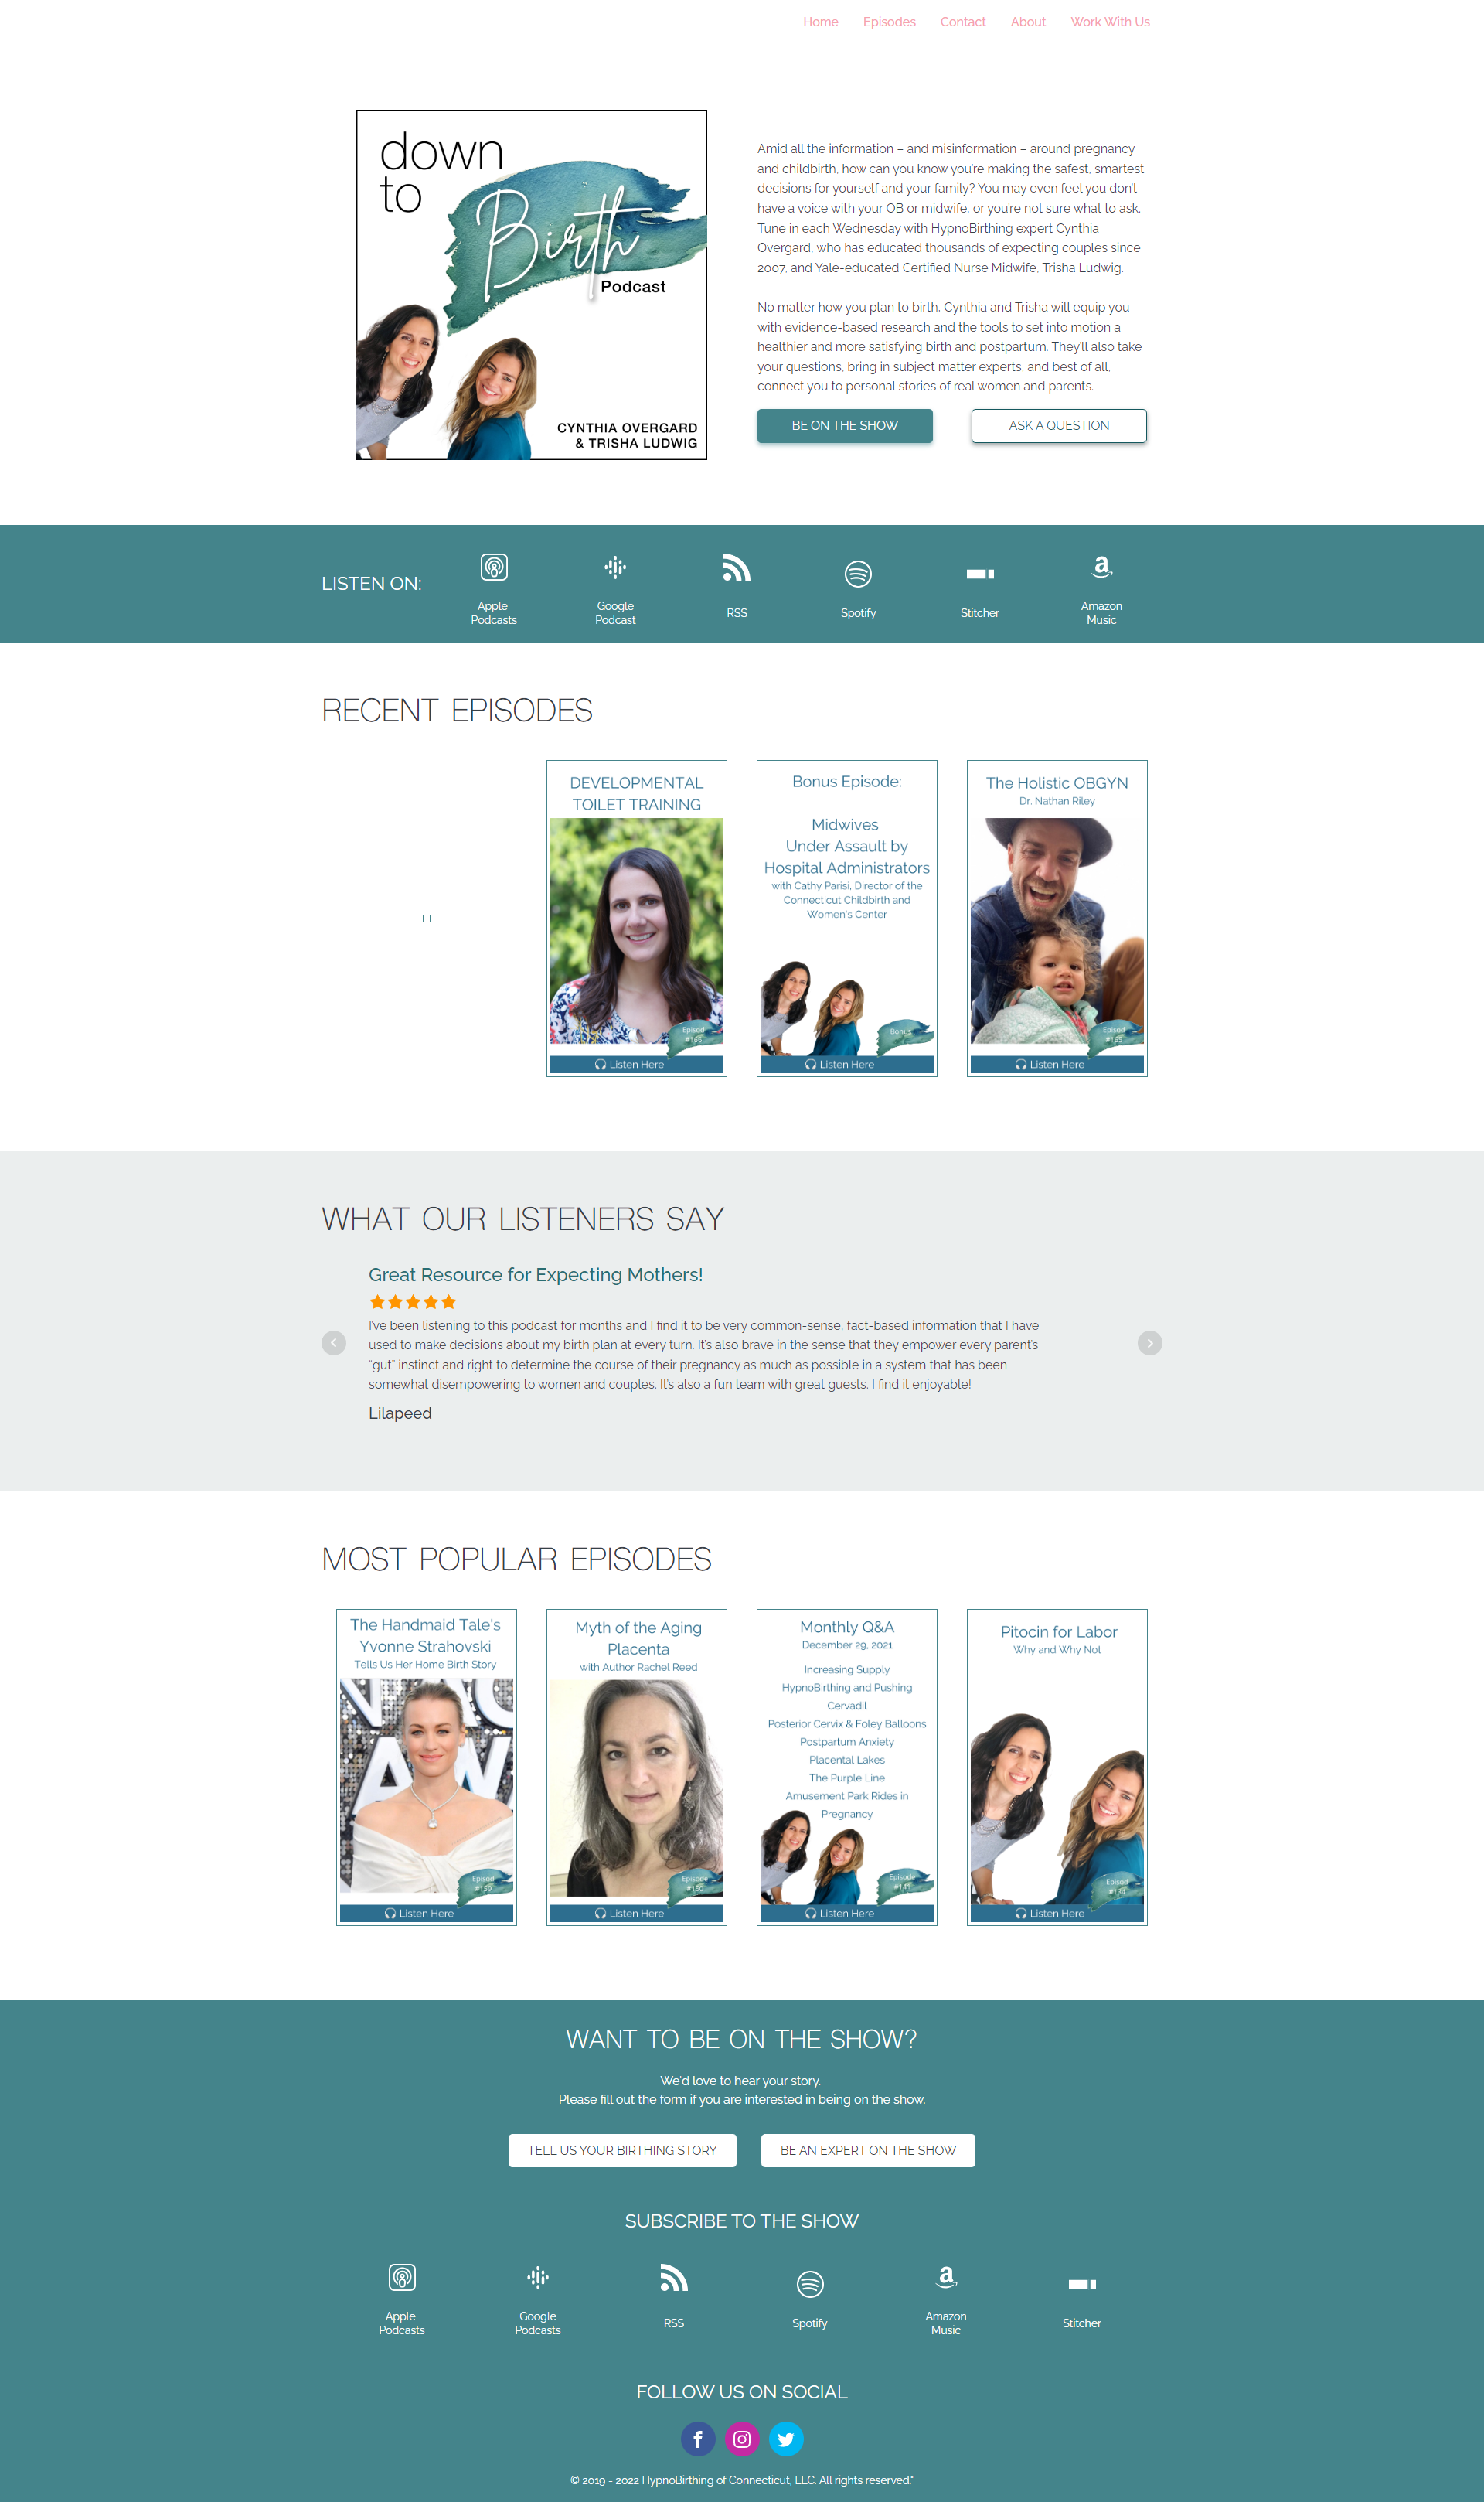 Home Episodes Contact About Work With Us
down
to
Birth
Podcast
CYNTHIA OVERGARD
& TRISHA LUDWIG
Amid all the information – and misinformation – around pregnancy
and childbirth, how can you know you're making the safest, smartest
decisions for yourself and your family? You may even feel you don't
have a voice with your OB or midwife, or you're not sure what to ask.
Tune in each Wednesday with HypnoBirthing expert Cynthia
Overgard, who has educated thousands of expecting couples since
2007, and Yale-educated Certified Nurse Midwife, Trisha Ludwig.
No matter how you plan to birth, Cynthia and Trisha will equip you
with evidence-based research and the tools to set into motion a
healthier and more satisfying birth and postpartum. They'll also take
your questions, bring in subject matter experts, and best of all,
connect you to personal stories of real women and parents.
BE ON THE SHOW
ASK A QUESTION
LISTEN ON:
Apple
Podcasts
Google
Podcast
RSS
Spotify
Stitcher
Amazon
Music
RECENT EPISODES
DEVELOPMENTAL
TOILET TRAINING
Episod
#166
Listen Here
Bonus Episode:
Midwives
Under Assault by
Hospital Administrators
with Cathy Parisi, Director of the
Connecticut Childbirth and
Women's Center
Bonus
Listen Here
The Holistic OBGYN
Dr. Nathan Riley
Episod
#165
Listen Here
WHAT OUR LISTENERS SAY
Great Resource for Expecting Mothers!
I've been listening to this podcast for months and I find it to be very common-sense, fact-based information that I have
used to make decisions about my birth plan at every turn. It's also brave in the sense that they empower every parent's
"gut" instinct and right to determine the course of their pregnancy as much as possible in a system that has been
somewhat disempowering to women and couples. It's also a fun team with great guests. I find it enjoyable!
Lilapeed
MOST POPULAR EPISODES
The Handmaid Tale's
Yvonne Strahovski
Tells Us Her Home Birth Story
Episod
Listen Here
Myth of the Aging
Placenta
with Author Rachel Reed
Episode
Listen Here
Monthly Q&A
December 29, 2021
Increasing Supply
HypnoBirthing and Pushing
Cervadil
Posterior Cervix & Foley Balloons
Postpartum Anxiety
Placental Lakes
The Purple Line
Amusement Park Rides in
Pregnancy
Episode
#141
Listen Here
Pitocin for Labor
Why and Why Not
Episod
#134
Listen Here
WANT TO BE ON THE SHOW?
We'd love to hear your story.
Please fill out the form if you are interested in being on the show.
TELL US YOUR BIRTHING STORY
BE AN EXPERT ON THE SHOW
SUBSCRIBE TO THE SHOW
Apple
Podcasts
Google
Podcasts
RSS
Spotify
Amazon
Music
Stitcher
FOLLOW US ON SOCIAL
© 2019 - 2022 HypnoBirthing of Connecticut, LLC. All rights reserved."